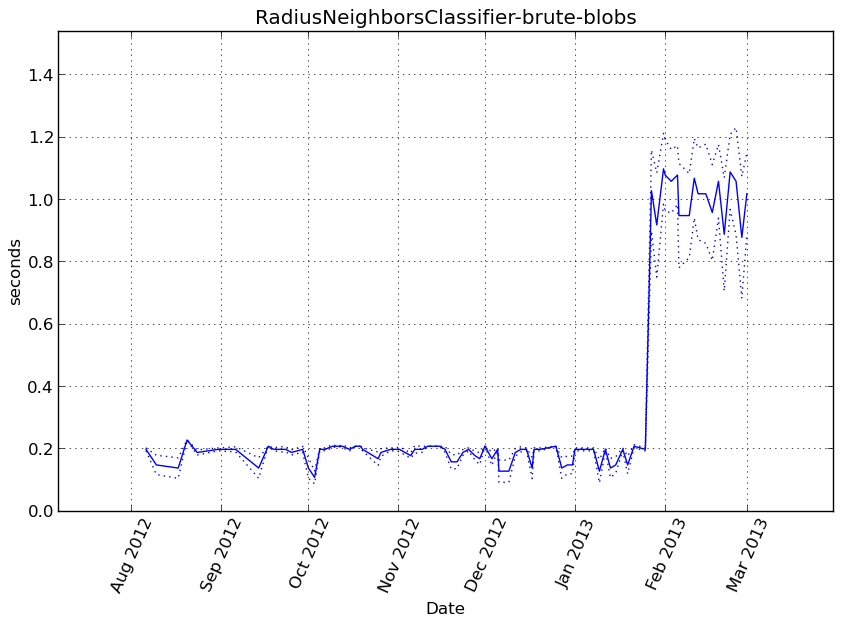 RadiusNeighborsClassifier-brute-blobs
1.4
1.2
1.0
0.8
0.6
0.4
0.2
0.0
seconds
Aug 2012
Sep 2012
Oct 2012
Nov 2012
Dec 2012
Jan 2013
Feb 2013
Mar 2013
Date